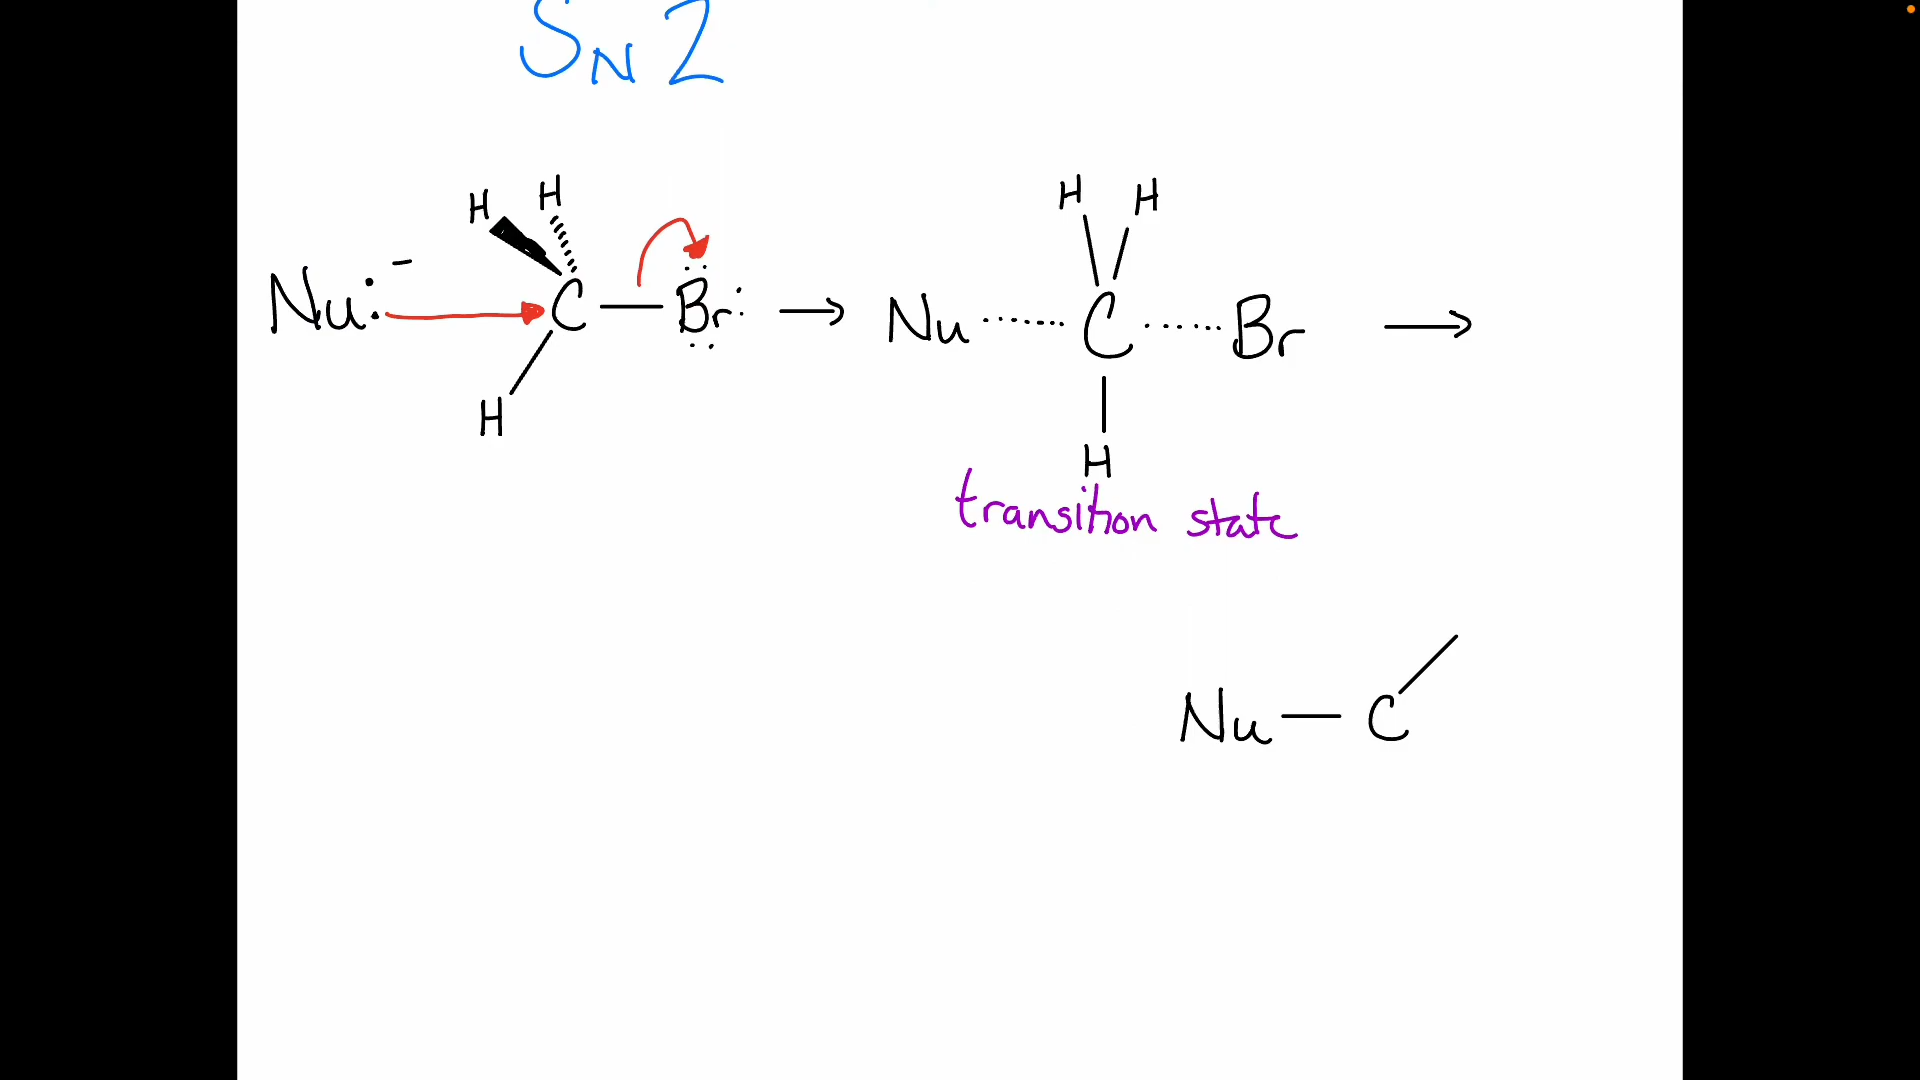 SN2
H H
Nu:⁻ C — Br: →
H
H H
Nu ····· C ····· Br →
H
transition state
Nu — C